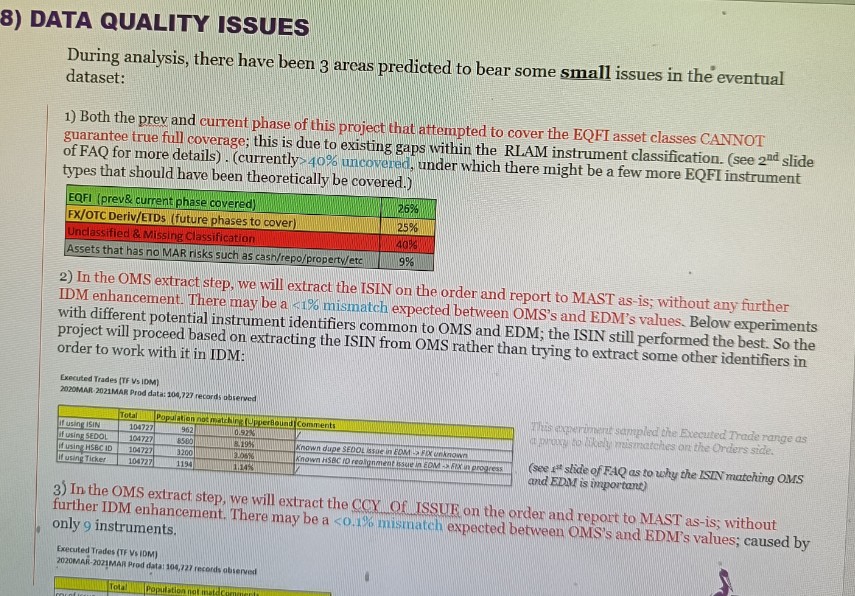 8) DATA QUALITY ISSUES
During analysis, there have been 3 areas predicted to bear some small issues in the eventual
dataset:
1) Both the prev and current phase of this project that attempted to cover the EQFI asset classes CANNOT
guarantee true full coverage; this is due to existing gaps within the RLAM instrument classification. (see 2nd slide
of FAQ for more details) . (currently>40% uncovered, under which there might be a few more EQFI instrument
types that should have been theoretically be covered.)
EQFI (prev& current phase covered) 26%
FX/OTC Deriv/ETDs (future phases to cover) 25%
Unclassified & Missing Classification 40%
Assets that has no MAR risks such as cash/repo/property/etc 9%
2) In the OMS extract step, we will extract the ISIN on the order and report to MAST as-is; without any further
IDM enhancement. There may be a <1% mismatch expected between OMS's and EDM's values. Below experiments
with different potential instrument identifiers common to OMS and EDM; the ISIN still performed the best. So the
project will proceed based on extracting the ISIN from OMS rather than trying to extract some other identifiers in
order to work with it in IDM:
Executed Trades (TF Vs IDM)
2020MAR-2021MAR Prod data: 104,727 records observed
Total Population not matching (UpperBound) Comments
If using ISIN 104727 962 0.92% /
If using SEDOL 104727 8580 8.19% Known dupe SEDOL issue in EDM -> FIX unknown
If using HSBC ID 104727 3200 3.06% Known HSBC ID realignment issue in EDM -> FIX in progress
If using Ticker 104727 1194 1.14% /
This experiment sampled the Executed Trade range as
a proxy to likely mismatches on the Orders side.
(see 1st slide of FAQ as to why the ISIN matching OMS
and EDM is important)
3) In the OMS extract step, we will extract the CCY_Of_ISSUE on the order and report to MAST as-is; without
further IDM enhancement. There may be a <0.1% mismatch expected between OMS's and EDM's values; caused by
only 9 instruments.
Executed Trades (TF Vs IDM)
2020MAR-2021MAR Prod data: 104,727 records observed
Total Population not matc Comments